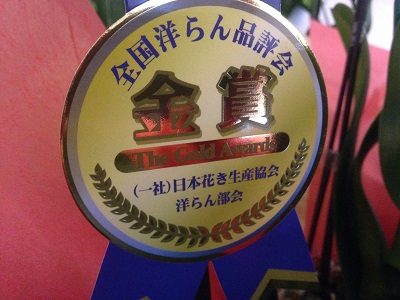 全国洋らん品評会
金賞
The Gold Awards
(一社)日本花き生産協会
洋らん部会